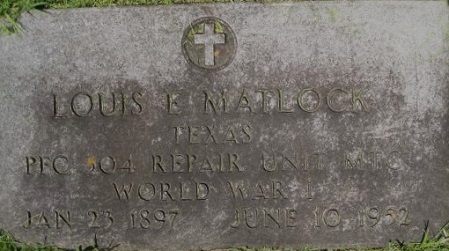 LOUIS E MATLOCK
TEXAS
PFC 304 REPAIR UNIT MTC
WORLD WAR I
JAN 23 1897 JUNE 10 1952